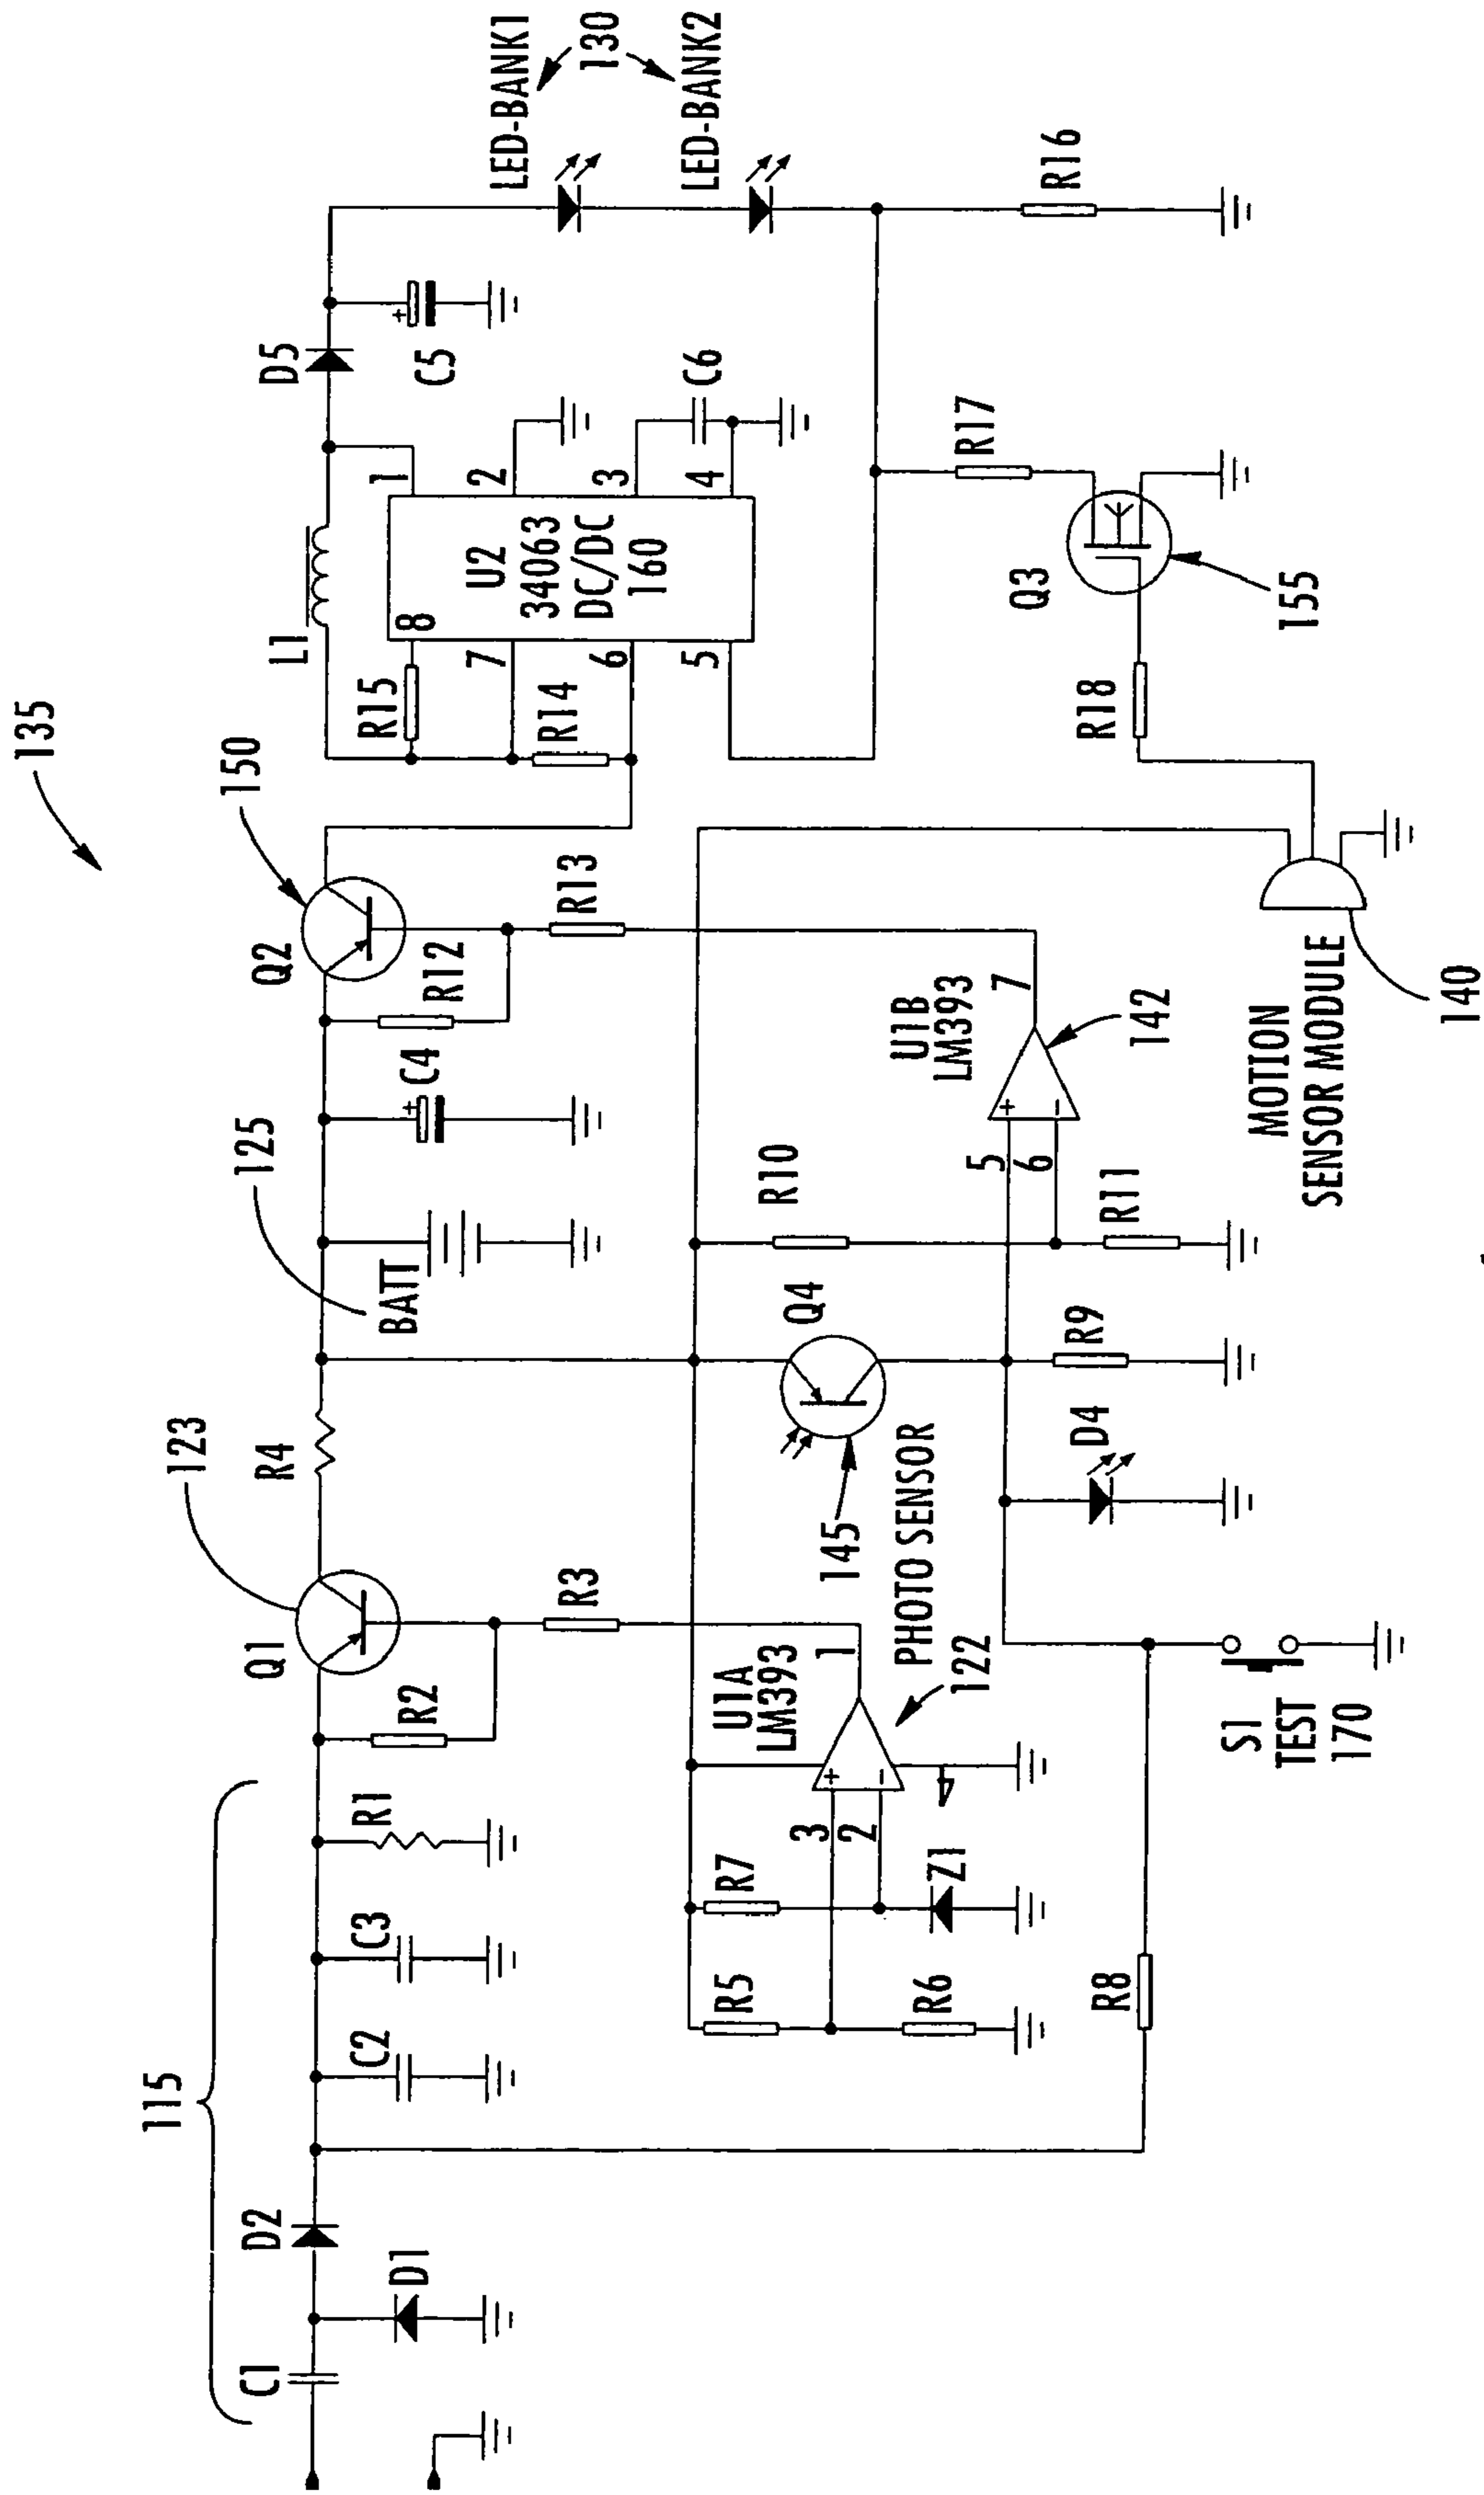 135
115
C1
D1
D2
C2
C3
R1
R2
Q1
123
R3
R4
125
BATT
C4
R12
Q2
150
R13
L1
R15
R14
8
7
6
5
U2
34063
DC/DC
160
1
2
3
4
D5
C5
C6
LED-BANK1
130
LED-BANK2
R16
R17
Q3
155
R18
R5
R6
R7
Z1
3
2
+
−
U1A
LM393
1
122
PHOTO SENSOR
145
Q4
R10
U1B
LM393
7
142
+
−
5
6
R11
R9
D4
R8
S1
TEST
170
MOTION
SENSOR MODULE
140
+
+